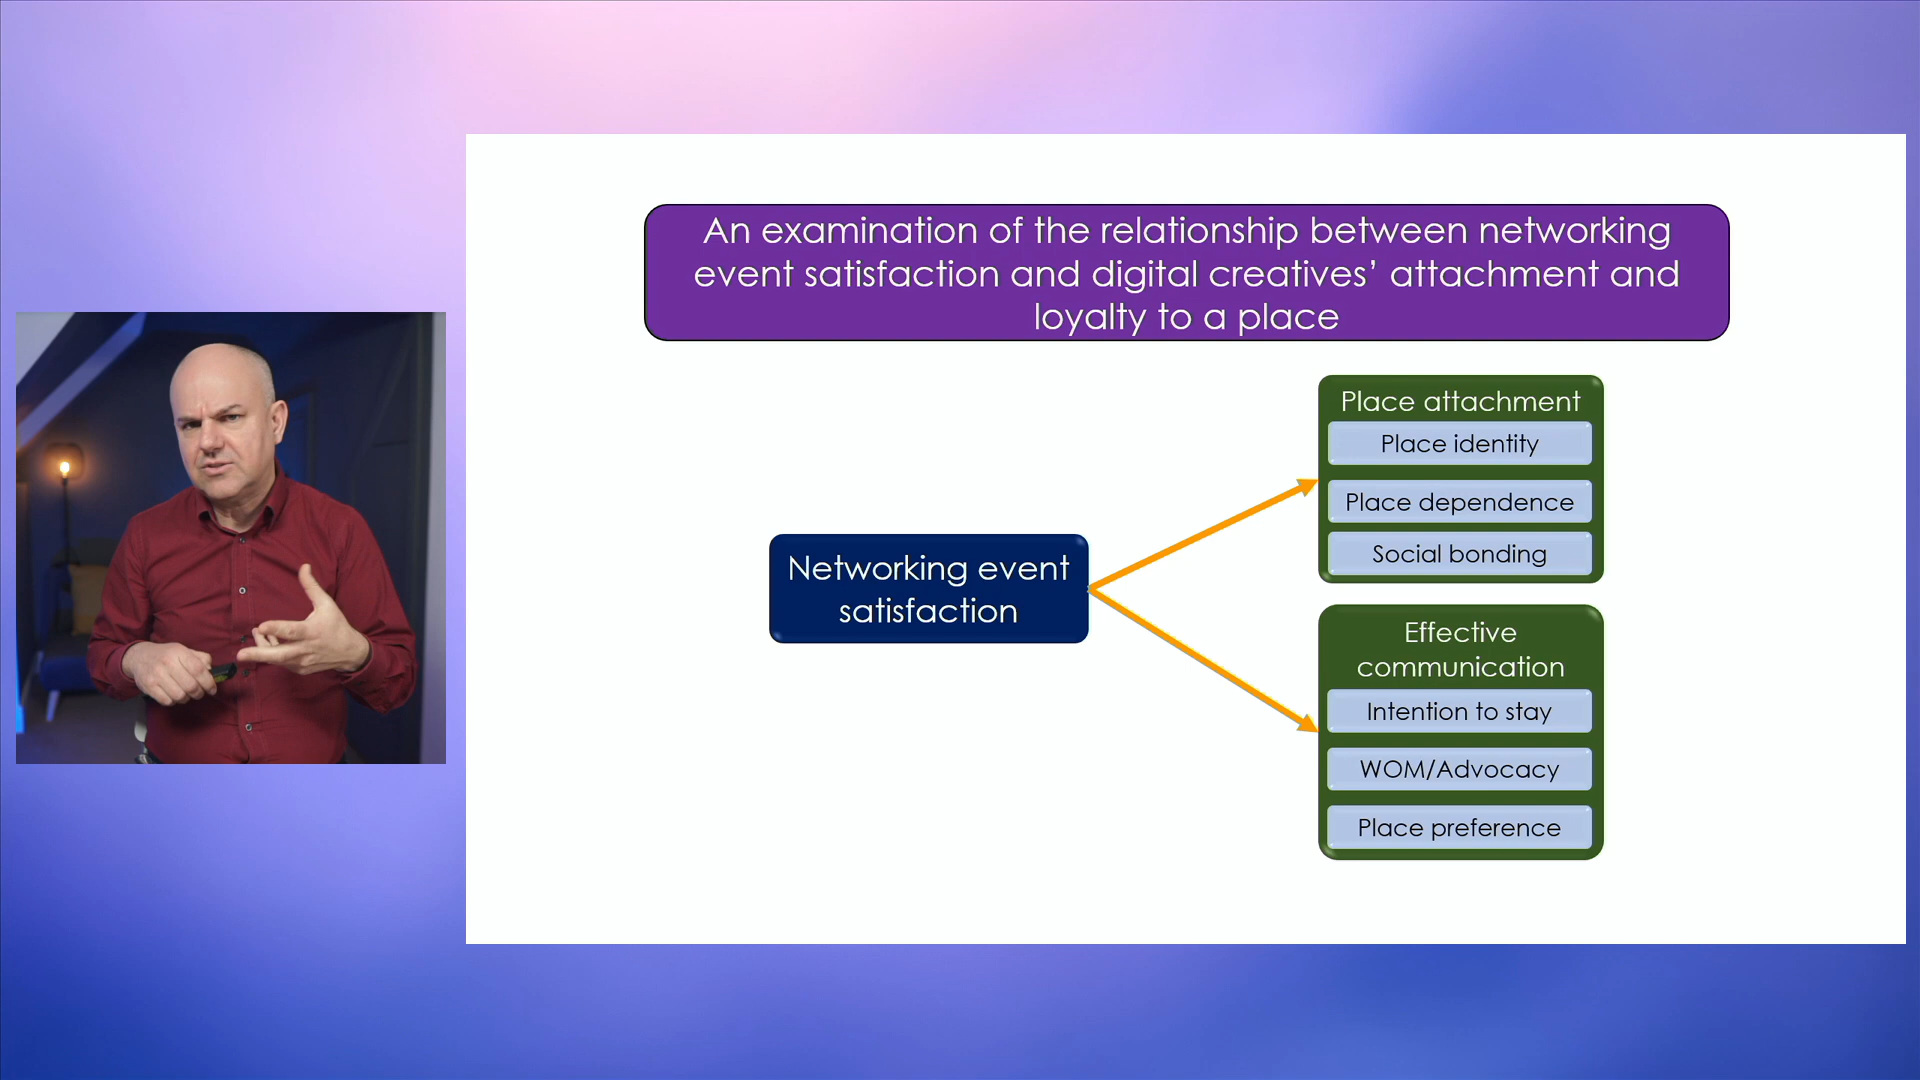 An examination of the relationship between networking
event satisfaction and digital creatives’ attachment and
loyalty to a place
Networking event
satisfaction
Place attachment
Place identity
Place dependence
Social bonding
Effective
communication
Intention to stay
WOM/Advocacy
Place preference